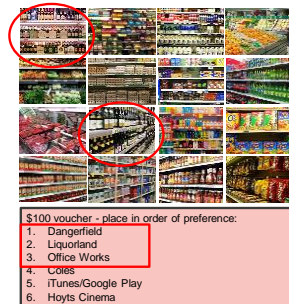 $100 voucher - place in order of preference:
1. Dangerfield
2. Liquorland
3. Office Works
4. Coles
5. iTunes/Google Play
6. Hoyts Cinema